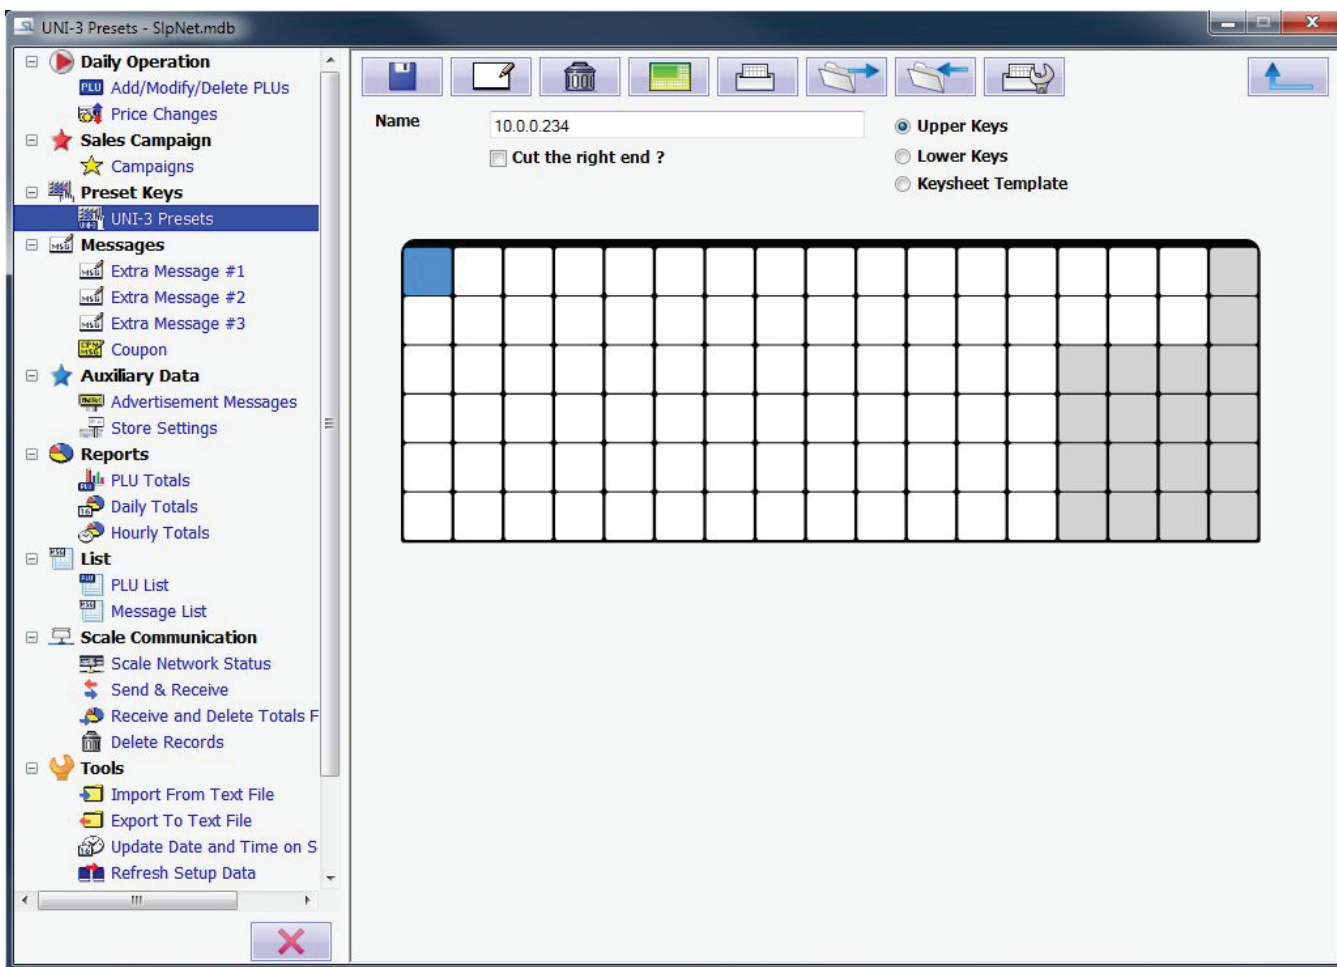 UNI-3 Presets - SlpNet.mdb
Daily Operation
PLU Add/Modify/Delete PLUs
Price Changes
Sales Campaign
Campaigns
Preset Keys
UNI-3 Presets
Messages
MSG Extra Message #1
MSG Extra Message #2
MSG Extra Message #3
Coupon
Auxiliary Data
Advertisement Messages
Store Settings
Reports
PLU Totals
Daily Totals
Hourly Totals
List
PLU List
Message List
Scale Communication
Scale Network Status
Send & Receive
Receive and Delete Totals F
Delete Records
Tools
Import From Text File
Export To Text File
Update Date and Time on S
Refresh Setup Data
Name
10.0.0.234
Cut the right end ?
Upper Keys
Lower Keys
Keysheet Template